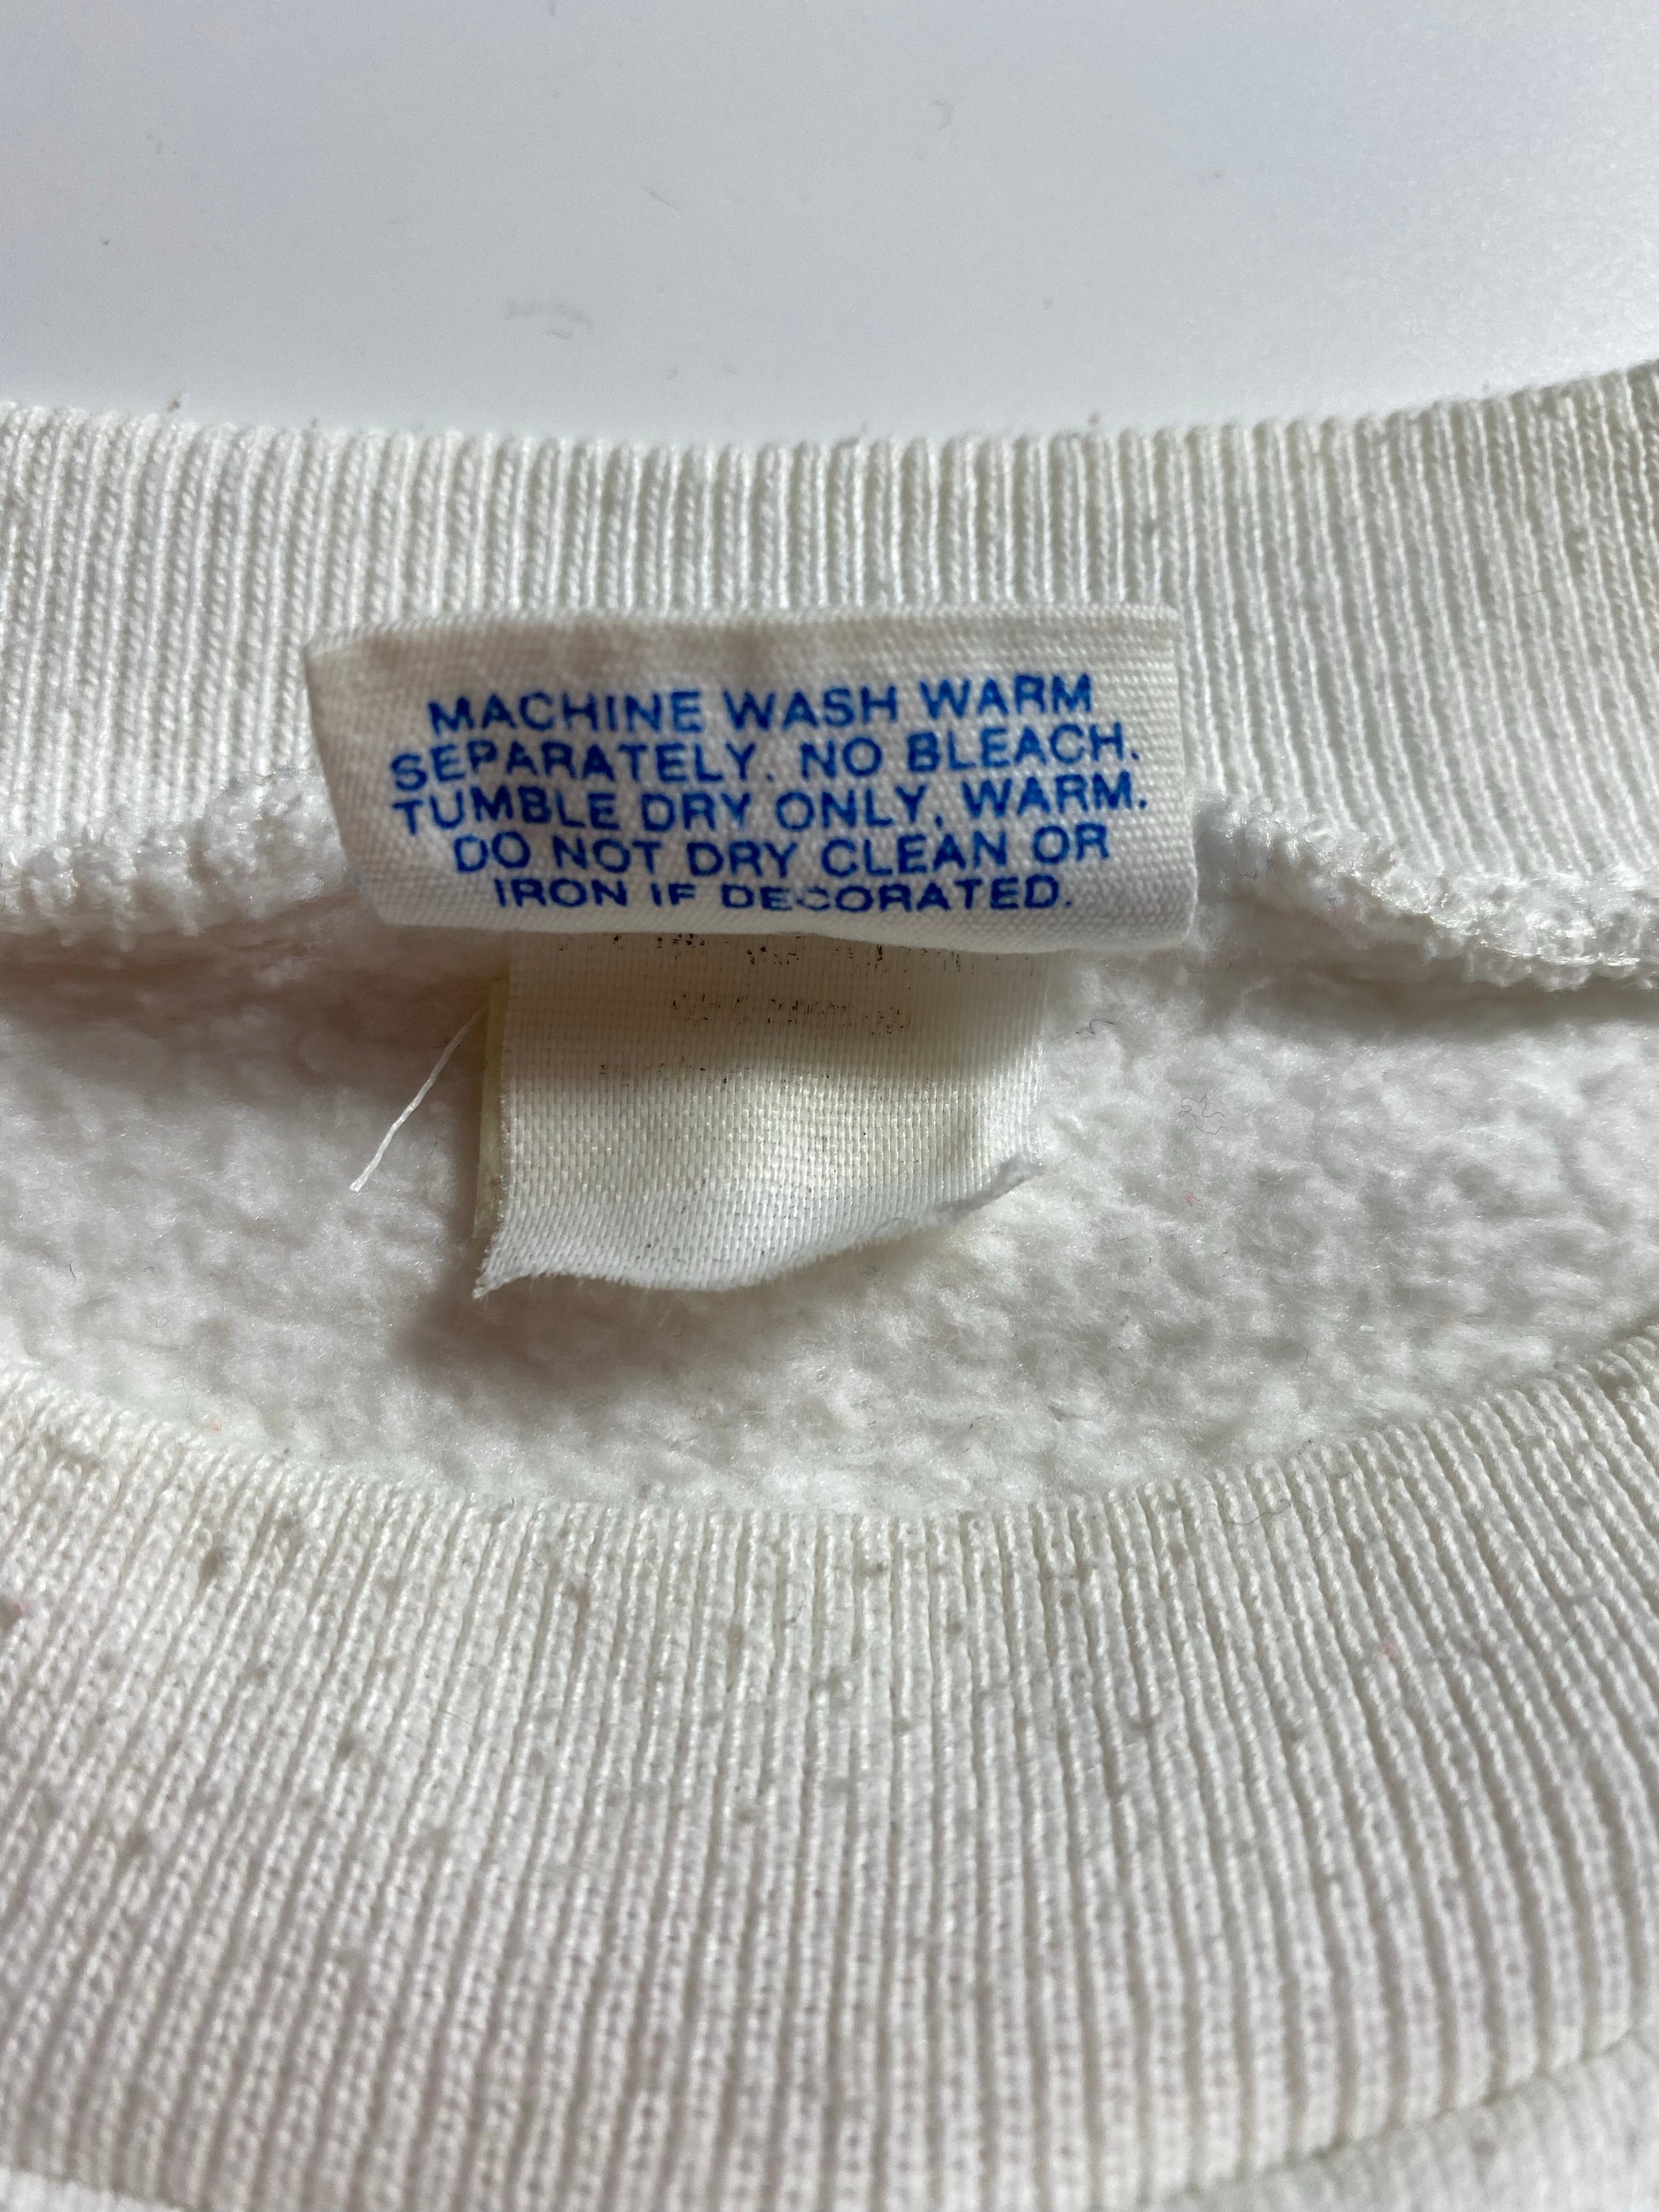 MACHINE WASH WARM
SEPARATELY. NO BLEACH.
TUMBLE DRY ONLY, WARM.
DO NOT DRY CLEAN OR
IRON IF DECORATED.